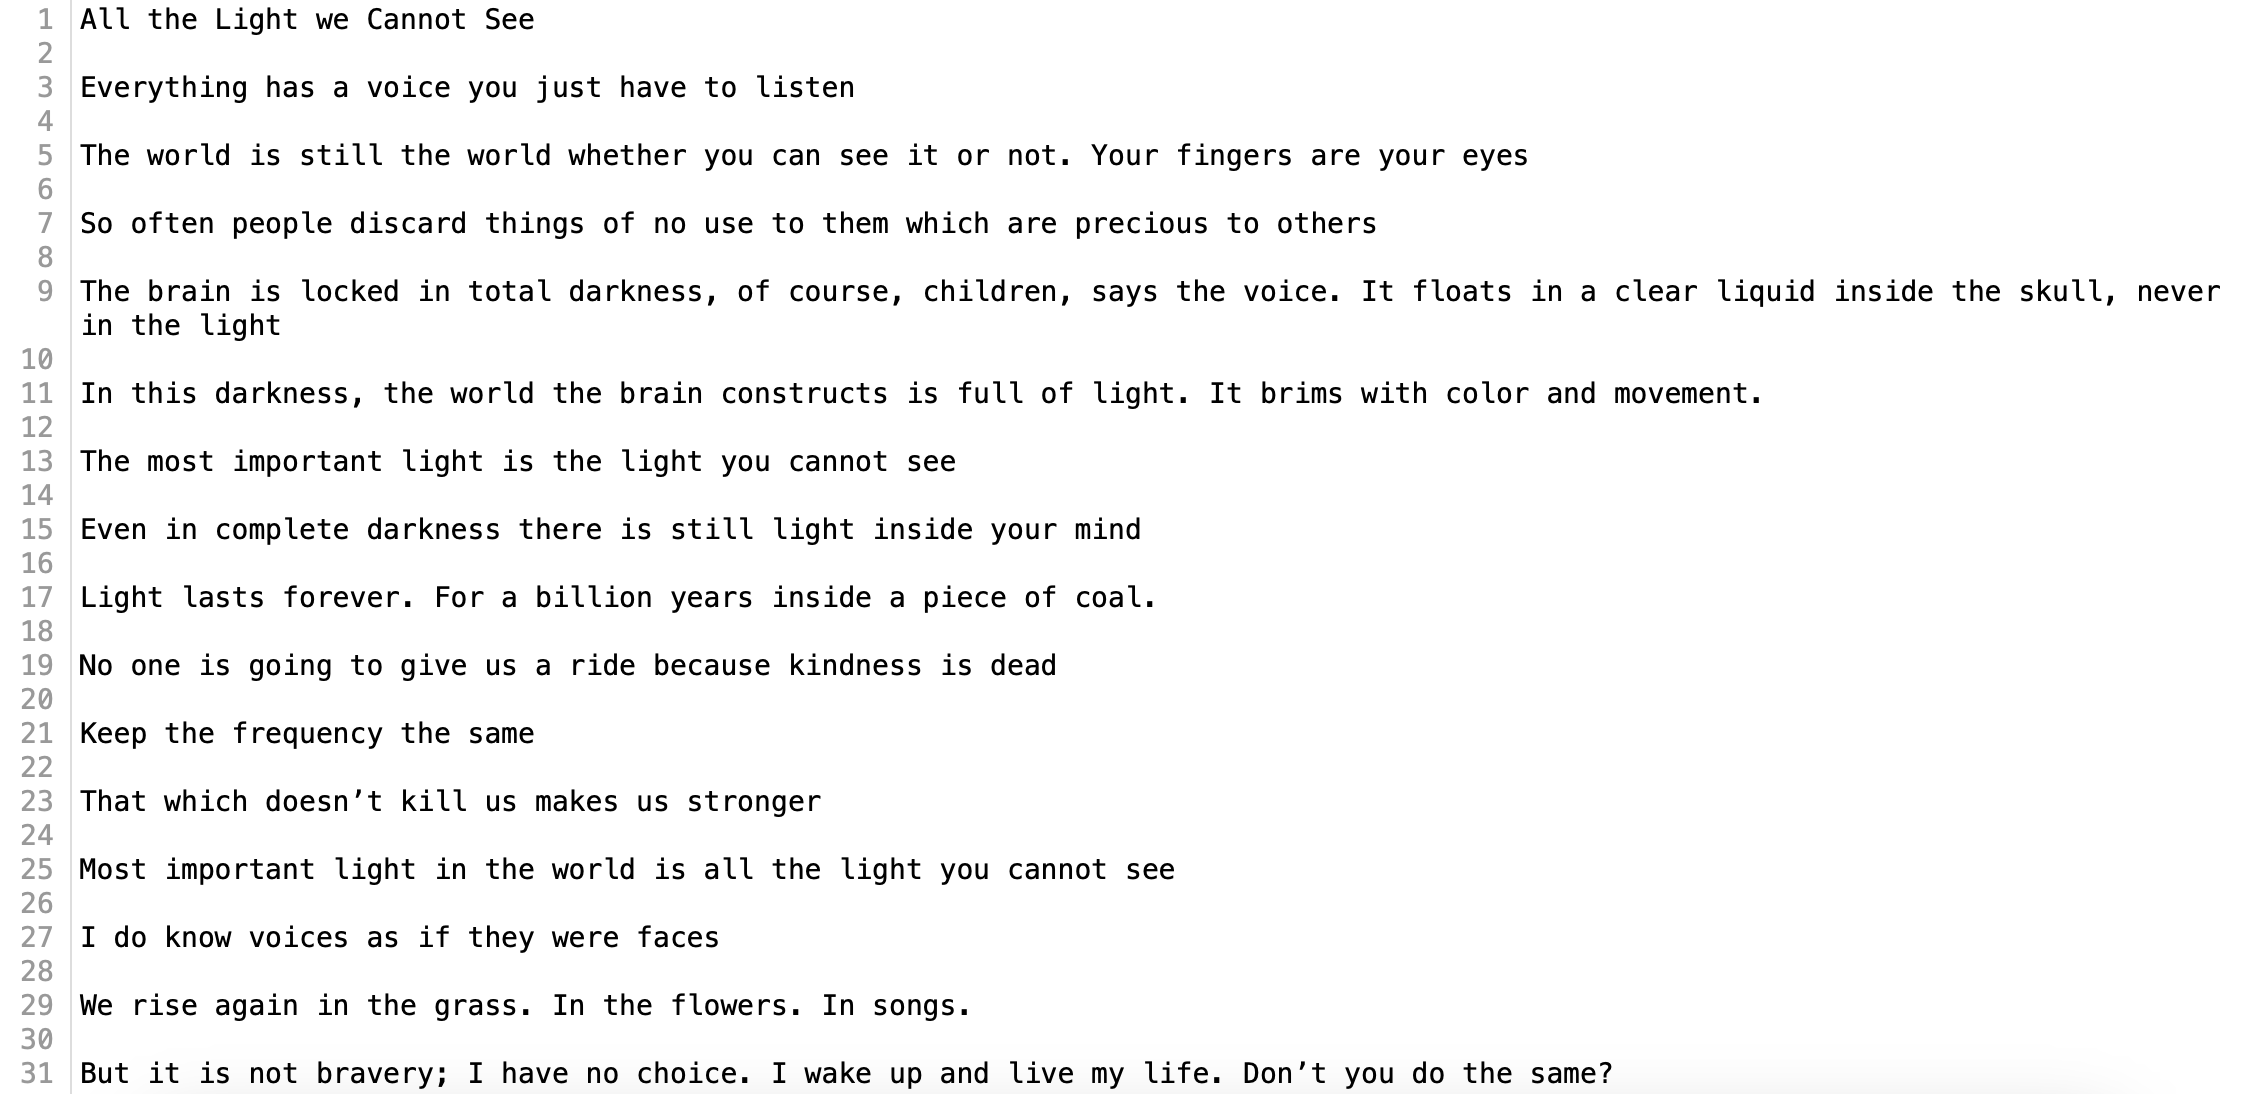 1 All the Light we Cannot See
2
3 Everything has a voice you just have to listen
4
5 The world is still the world whether you can see it or not. Your fingers are your eyes
6
7 So often people discard things of no use to them which are precious to others
8
9 The brain is locked in total darkness, of course, children, says the voice. It floats in a clear liquid inside the skull, never
in the light
10
11 In this darkness, the world the brain constructs is full of light. It brims with color and movement.
12
13 The most important light is the light you cannot see
14
15 Even in complete darkness there is still light inside your mind
16
17 Light lasts forever. For a billion years inside a piece of coal.
18
19 No one is going to give us a ride because kindness is dead
20
21 Keep the frequency the same
22
23 That which doesn’t kill us makes us stronger
24
25 Most important light in the world is all the light you cannot see
26
27 I do know voices as if they were faces
28
29 We rise again in the grass. In the flowers. In songs.
30
31 But it is not bravery; I have no choice. I wake up and live my life. Don’t you do the same?